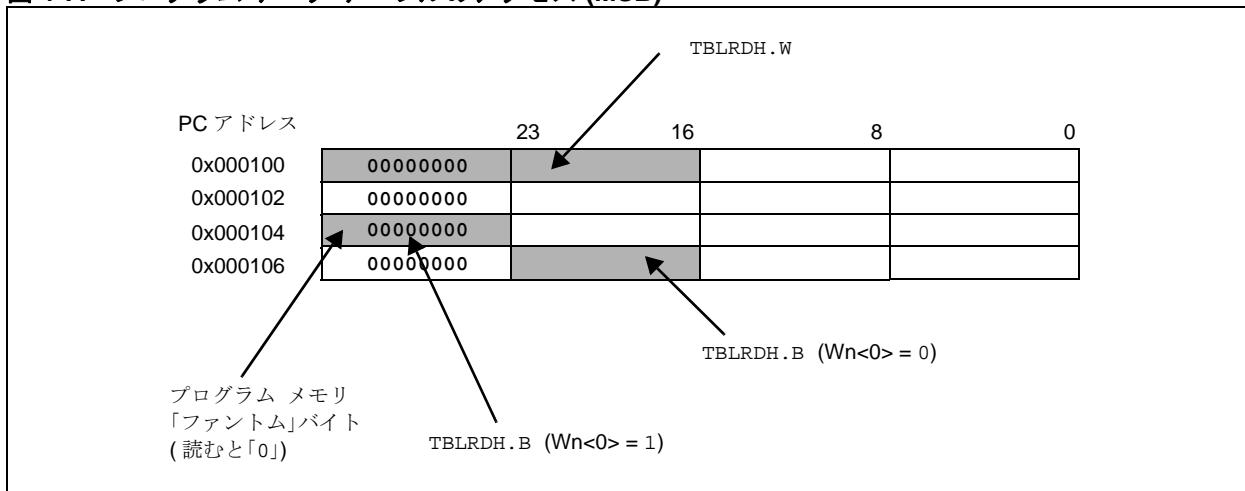 TBLRDH.W
PC アドレス
23 16 8 0
0x000100 00000000
0x000102 00000000
0x000104 00000000
0x000106 00000000
TBLRDH.B (Wn<0> = 0)
プログラム メモリ
「ファントム」バイト
( 読むと「0」)
TBLRDH.B (Wn<0> = 1)